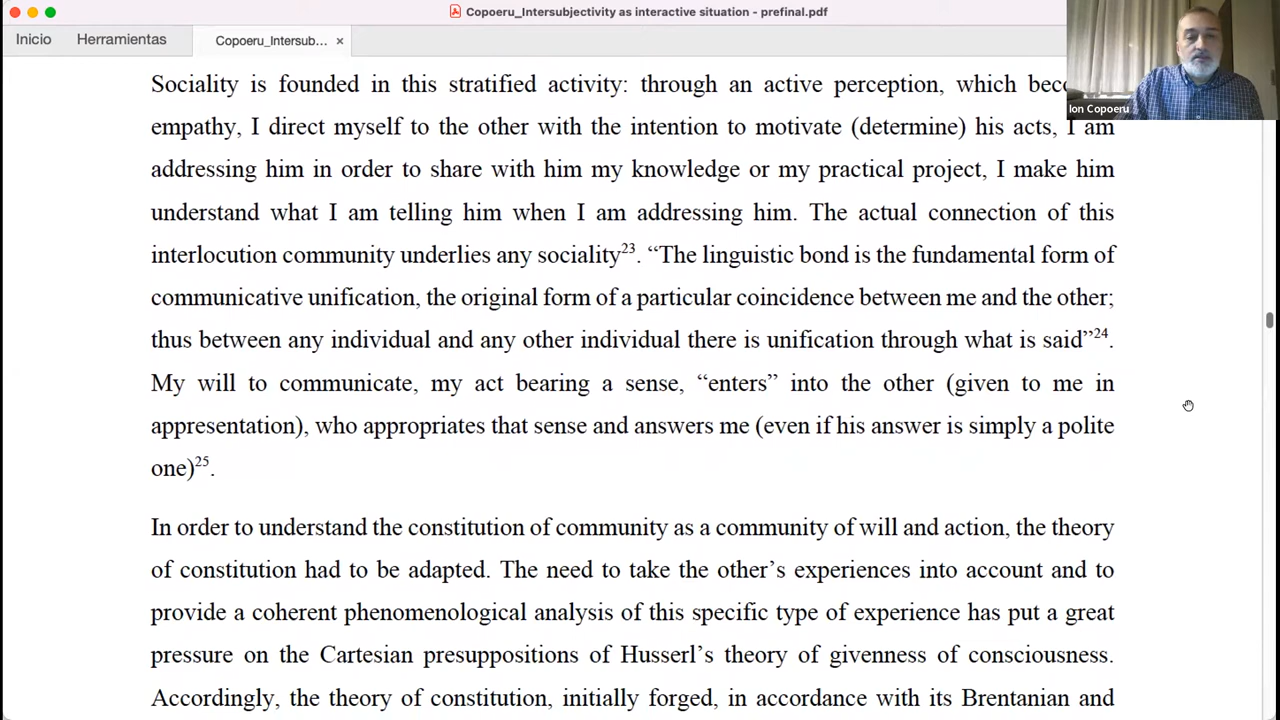 Copoeru_Intersubjectivity as interactive situation - prefinal.pdf
Inicio
Herramientas
Copoeru_Intersub...
×
Ion Copoeru
Sociality is founded in this stratified activity: through an active perception, which
empathy, I direct myself to the other with the intention to motivate (determine) his acts, I am
addressing him in order to share with him my knowledge or my practical project, I make him
understand what I am telling him when I am addressing him. The actual connection of this
interlocution community underlies any sociality23. “The linguistic bond is the fundamental form of
communicative unification, the original form of a particular coincidence between me and the other;
thus between any individual and any other individual there is unification through what is said”24.
My will to communicate, my act bearing a sense, “enters” into the other (given to me in
appresentation), who appropriates that sense and answers me (even if his answer is simply a polite
one)25.
In order to understand the constitution of community as a community of will and action, the theory
of constitution had to be adapted. The need to take the other’s experiences into account and to
provide a coherent phenomenological analysis of this specific type of experience has put a great
pressure on the Cartesian presuppositions of Husserl’s theory of givenness of consciousness.
Accordingly, the theory of constitution, initially forged, in accordance with its Brentanian and